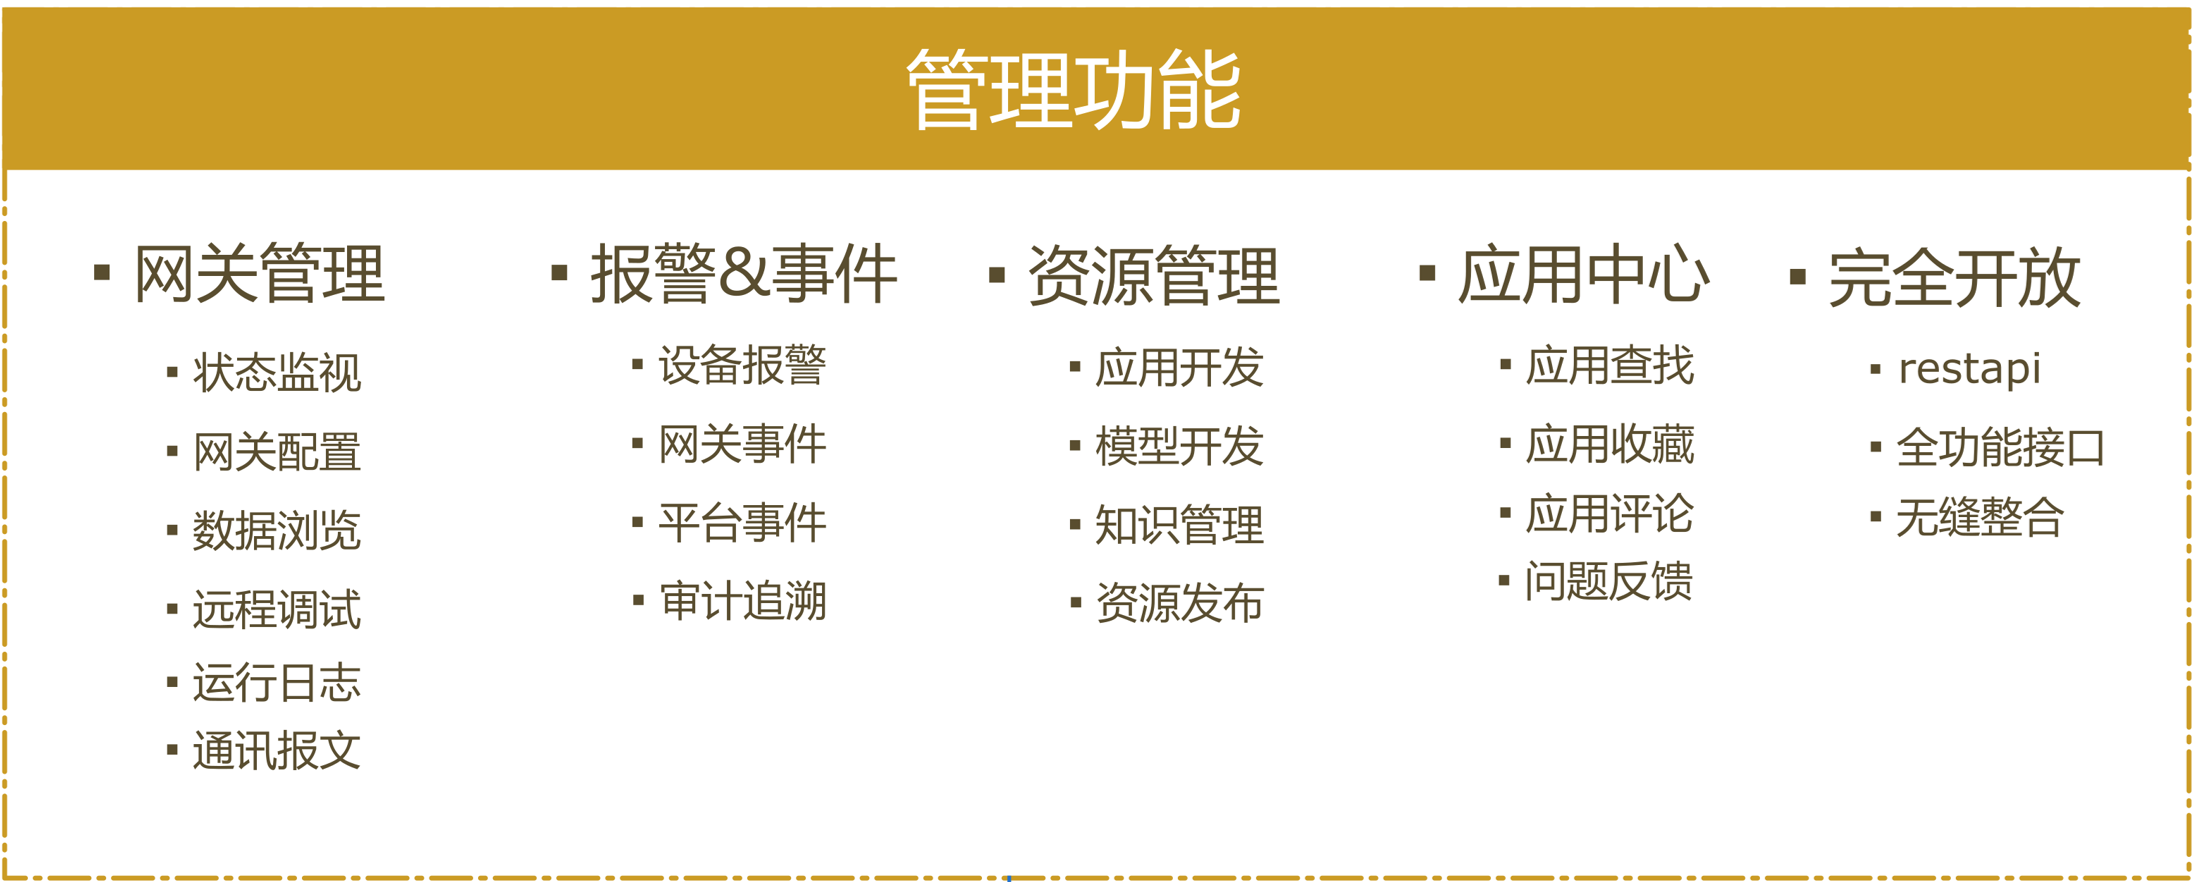 管理功能
▪ 网关管理
▪ 状态监视
▪ 网关配置
▪ 数据浏览
▪ 远程调试
▪ 运行日志
▪ 通讯报文
▪ 报警&事件
▪ 设备报警
▪ 网关事件
▪ 平台事件
▪ 审计追溯
▪ 资源管理
▪ 应用开发
▪ 模型开发
▪ 知识管理
▪ 资源发布
▪ 应用中心
▪ 应用查找
▪ 应用收藏
▪ 应用评论
▪ 问题反馈
▪ 完全开放
▪ restapi
▪ 全功能接口
▪ 无缝整合